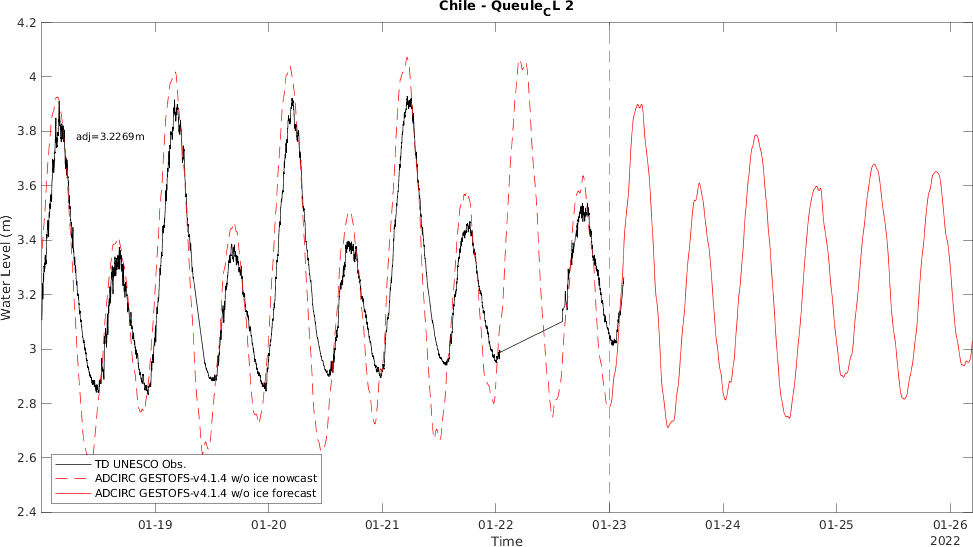 Chile - Queule_CL 2
4.2
4
3.8
3.6
3.4
3.2
3
2.8
2.6
2.4
Water Level (m)
adj=3.2269m
TD UNESCO Obs.
ADCIRC GESTOFS-v4.1.4 w/o ice nowcast
ADCIRC GESTOFS-v4.1.4 w/o ice forecast
01-19
01-20
01-21
01-22
01-23
01-24
01-25
01-26
Time
2022